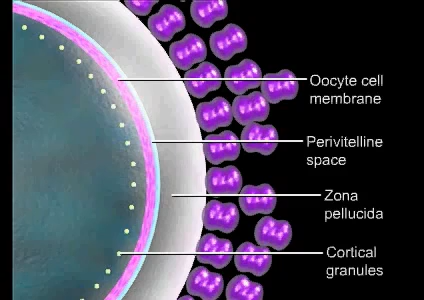 Oocyte cell
membrane
Perivitelline
space
Zona
pellucida
Cortical
granules